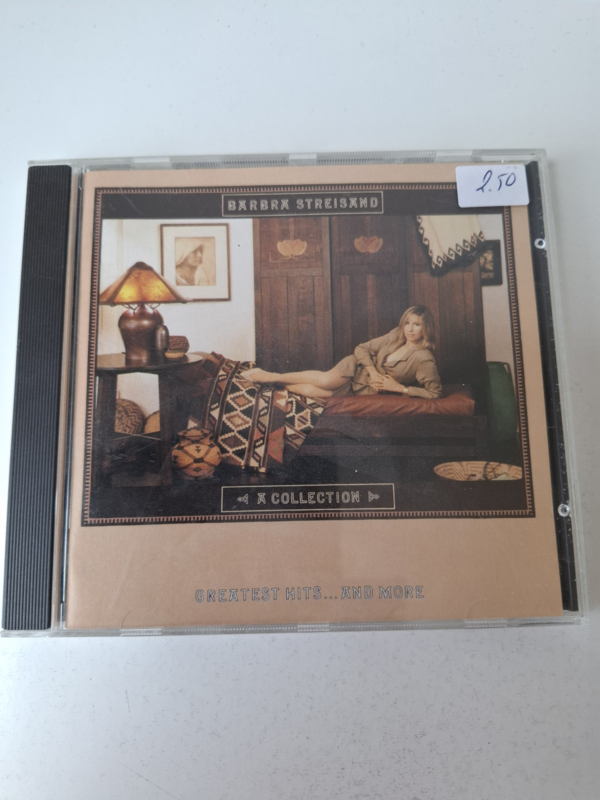 2.50
BARBRA STREISAND
A COLLECTION
GREATEST HITS...AND MORE